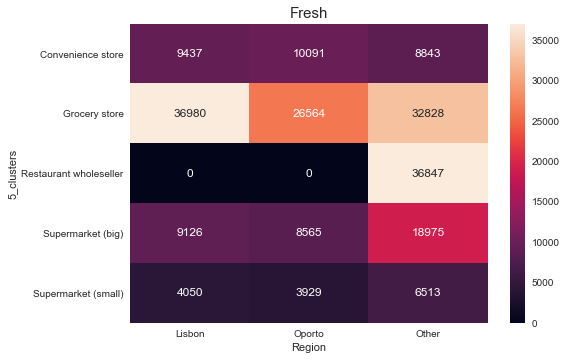 Fresh
Convenience store 9437 10091 8843
Grocery store 36980 26564 32828
Restaurant wholeseller 0 0 36847
Supermarket (big) 9126 8565 18975
Supermarket (small) 4050 3929 6513
Lisbon Oporto Other
Region
5_clusters
35000
30000
25000
20000
15000
10000
5000
0